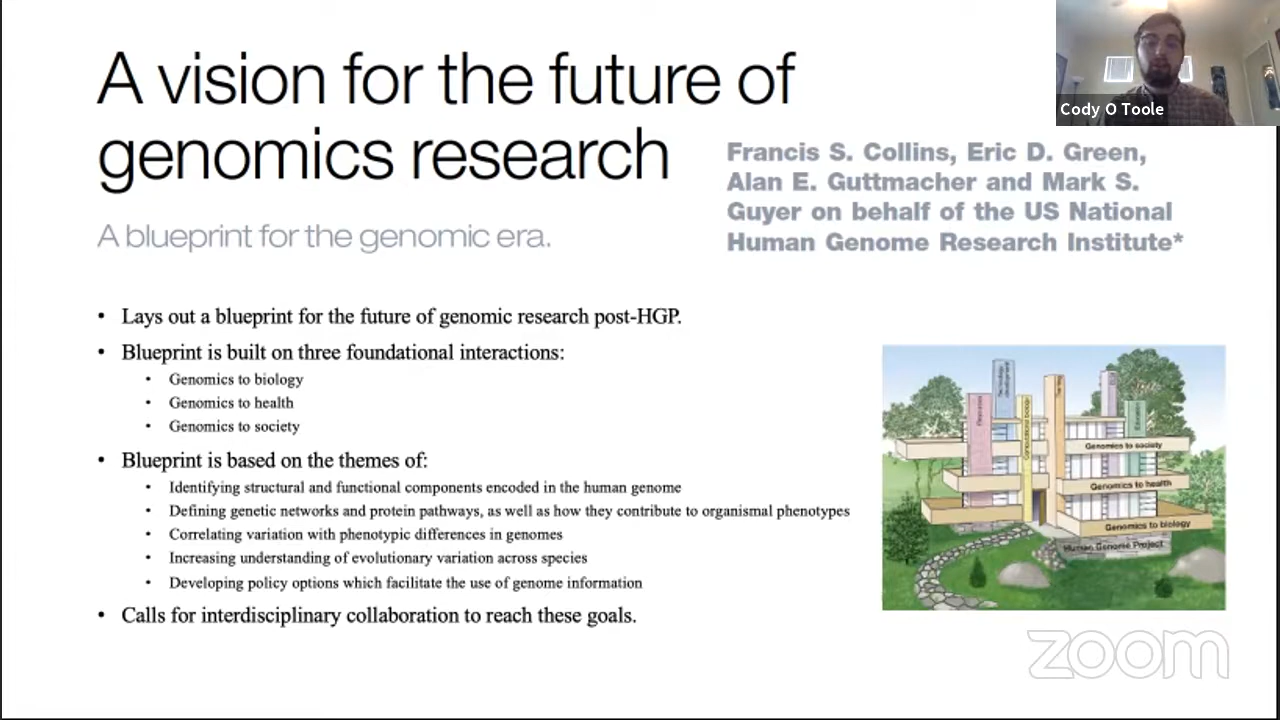 A vision for the future of
genomics research
A blueprint for the genomic era.
Francis S. Collins, Eric D. Green,
Alan E. Guttmacher and Mark S.
Guyer on behalf of the US National
Human Genome Research Institute*
Cody O Toole
• Lays out a blueprint for the future of genomic research post-HGP.
• Blueprint is built on three foundational interactions:
• Genomics to biology
• Genomics to health
• Genomics to society
• Blueprint is based on the themes of:
• Identifying structural and functional components encoded in the human genome
• Defining genetic networks and protein pathways, as well as how they contribute to organismal phenotypes
• Correlating variation with phenotypic differences in genomes
• Increasing understanding of evolutionary variation across species
• Developing policy options which facilitate the use of genome information
• Calls for interdisciplinary collaboration to reach these goals.
Resources
Technology development
Computational biology
Training
Education
Genomics to society
Genomics to health
Genomics to biology
Human Genome Project
zoom